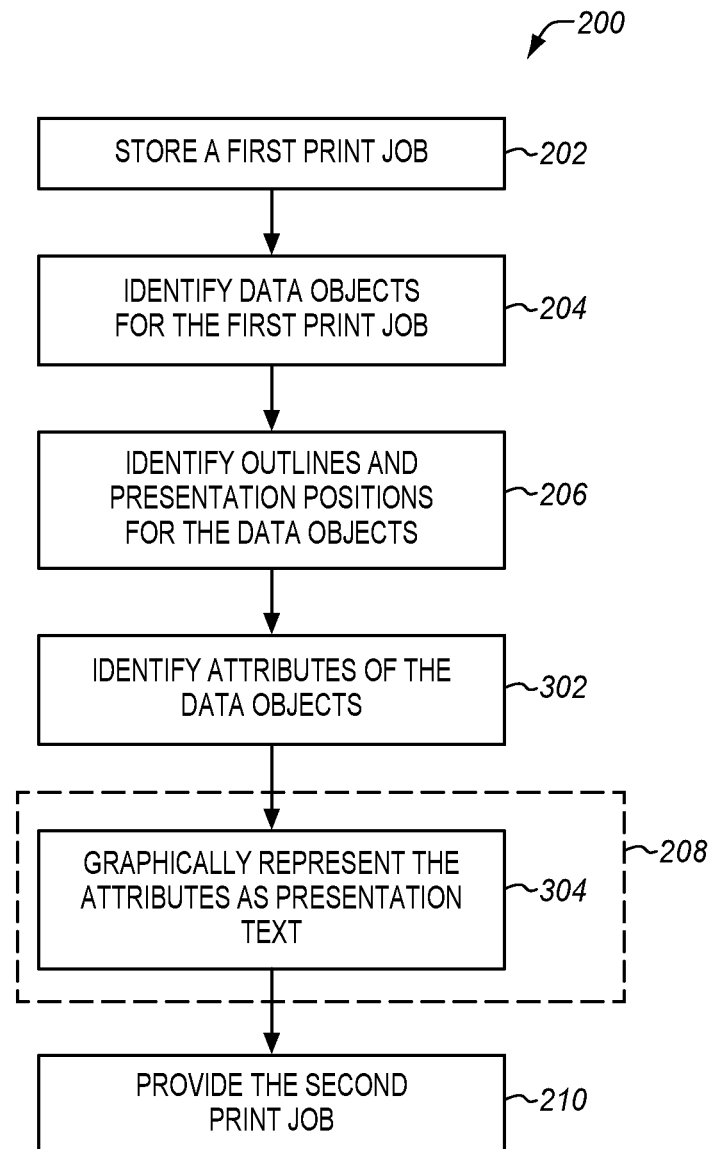 200
STORE A FIRST PRINT JOB
202
IDENTIFY DATA OBJECTS
FOR THE FIRST PRINT JOB
204
IDENTIFY OUTLINES AND
PRESENTATION POSITIONS
FOR THE DATA OBJECTS
206
IDENTIFY ATTRIBUTES OF THE
DATA OBJECTS
302
GRAPHICALLY REPRESENT THE
ATTRIBUTES AS PRESENTATION
TEXT
304
208
PROVIDE THE SECOND
PRINT JOB
210